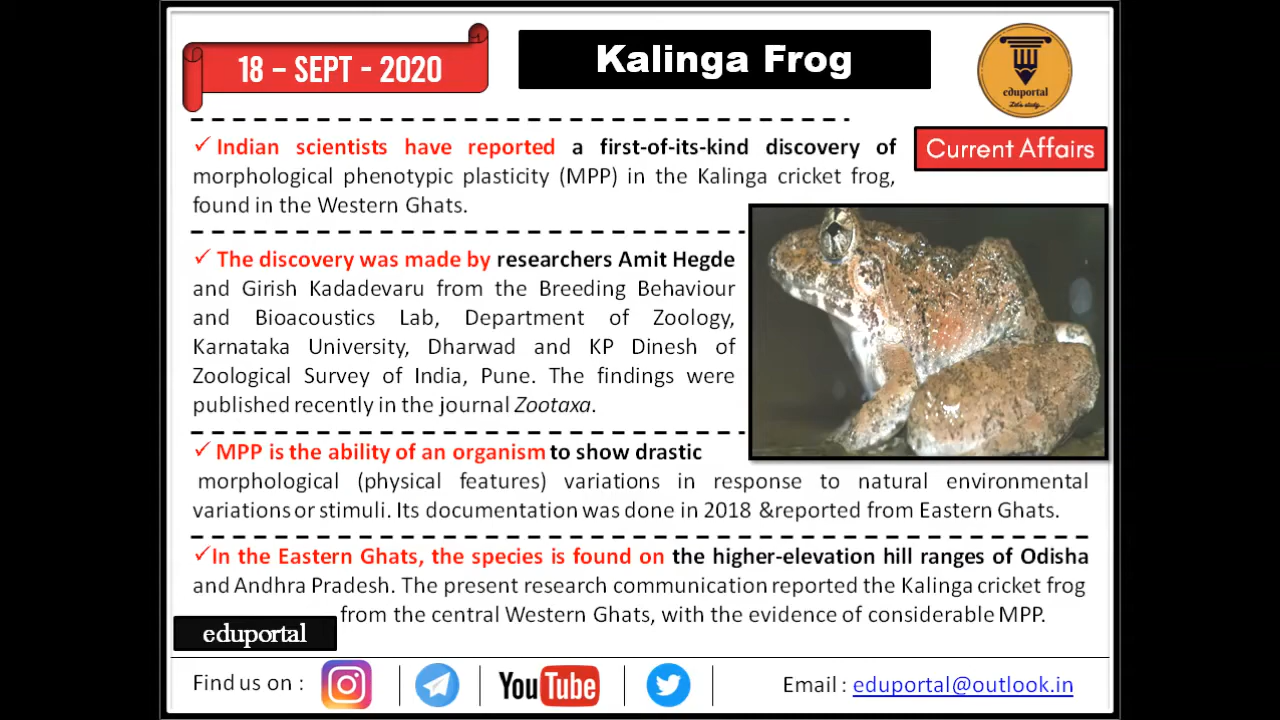 18 – SEPT - 2020
Kalinga Frog
eduportal
Let's study...
Current Affairs
✓ Indian scientists have reported a first-of-its-kind discovery of
morphological phenotypic plasticity (MPP) in the Kalinga cricket frog,
found in the Western Ghats.
✓ The discovery was made by researchers Amit Hegde
and Girish Kadadevaru from the Breeding Behaviour
and Bioacoustics Lab, Department of Zoology,
Karnataka University, Dharwad and KP Dinesh of
Zoological Survey of India, Pune. The findings were
published recently in the journal Zootaxa.
✓ MPP is the ability of an organism to show drastic
morphological (physical features) variations in response to natural environmental
variations or stimuli. Its documentation was done in 2018 &reported from Eastern Ghats.
✓In the Eastern Ghats, the species is found on the higher-elevation hill ranges of Odisha
and Andhra Pradesh. The present research communication reported the Kalinga cricket frog
from the central Western Ghats, with the evidence of considerable MPP.
eduportal
Find us on :
YouTube
Email : eduportal@outlook.in